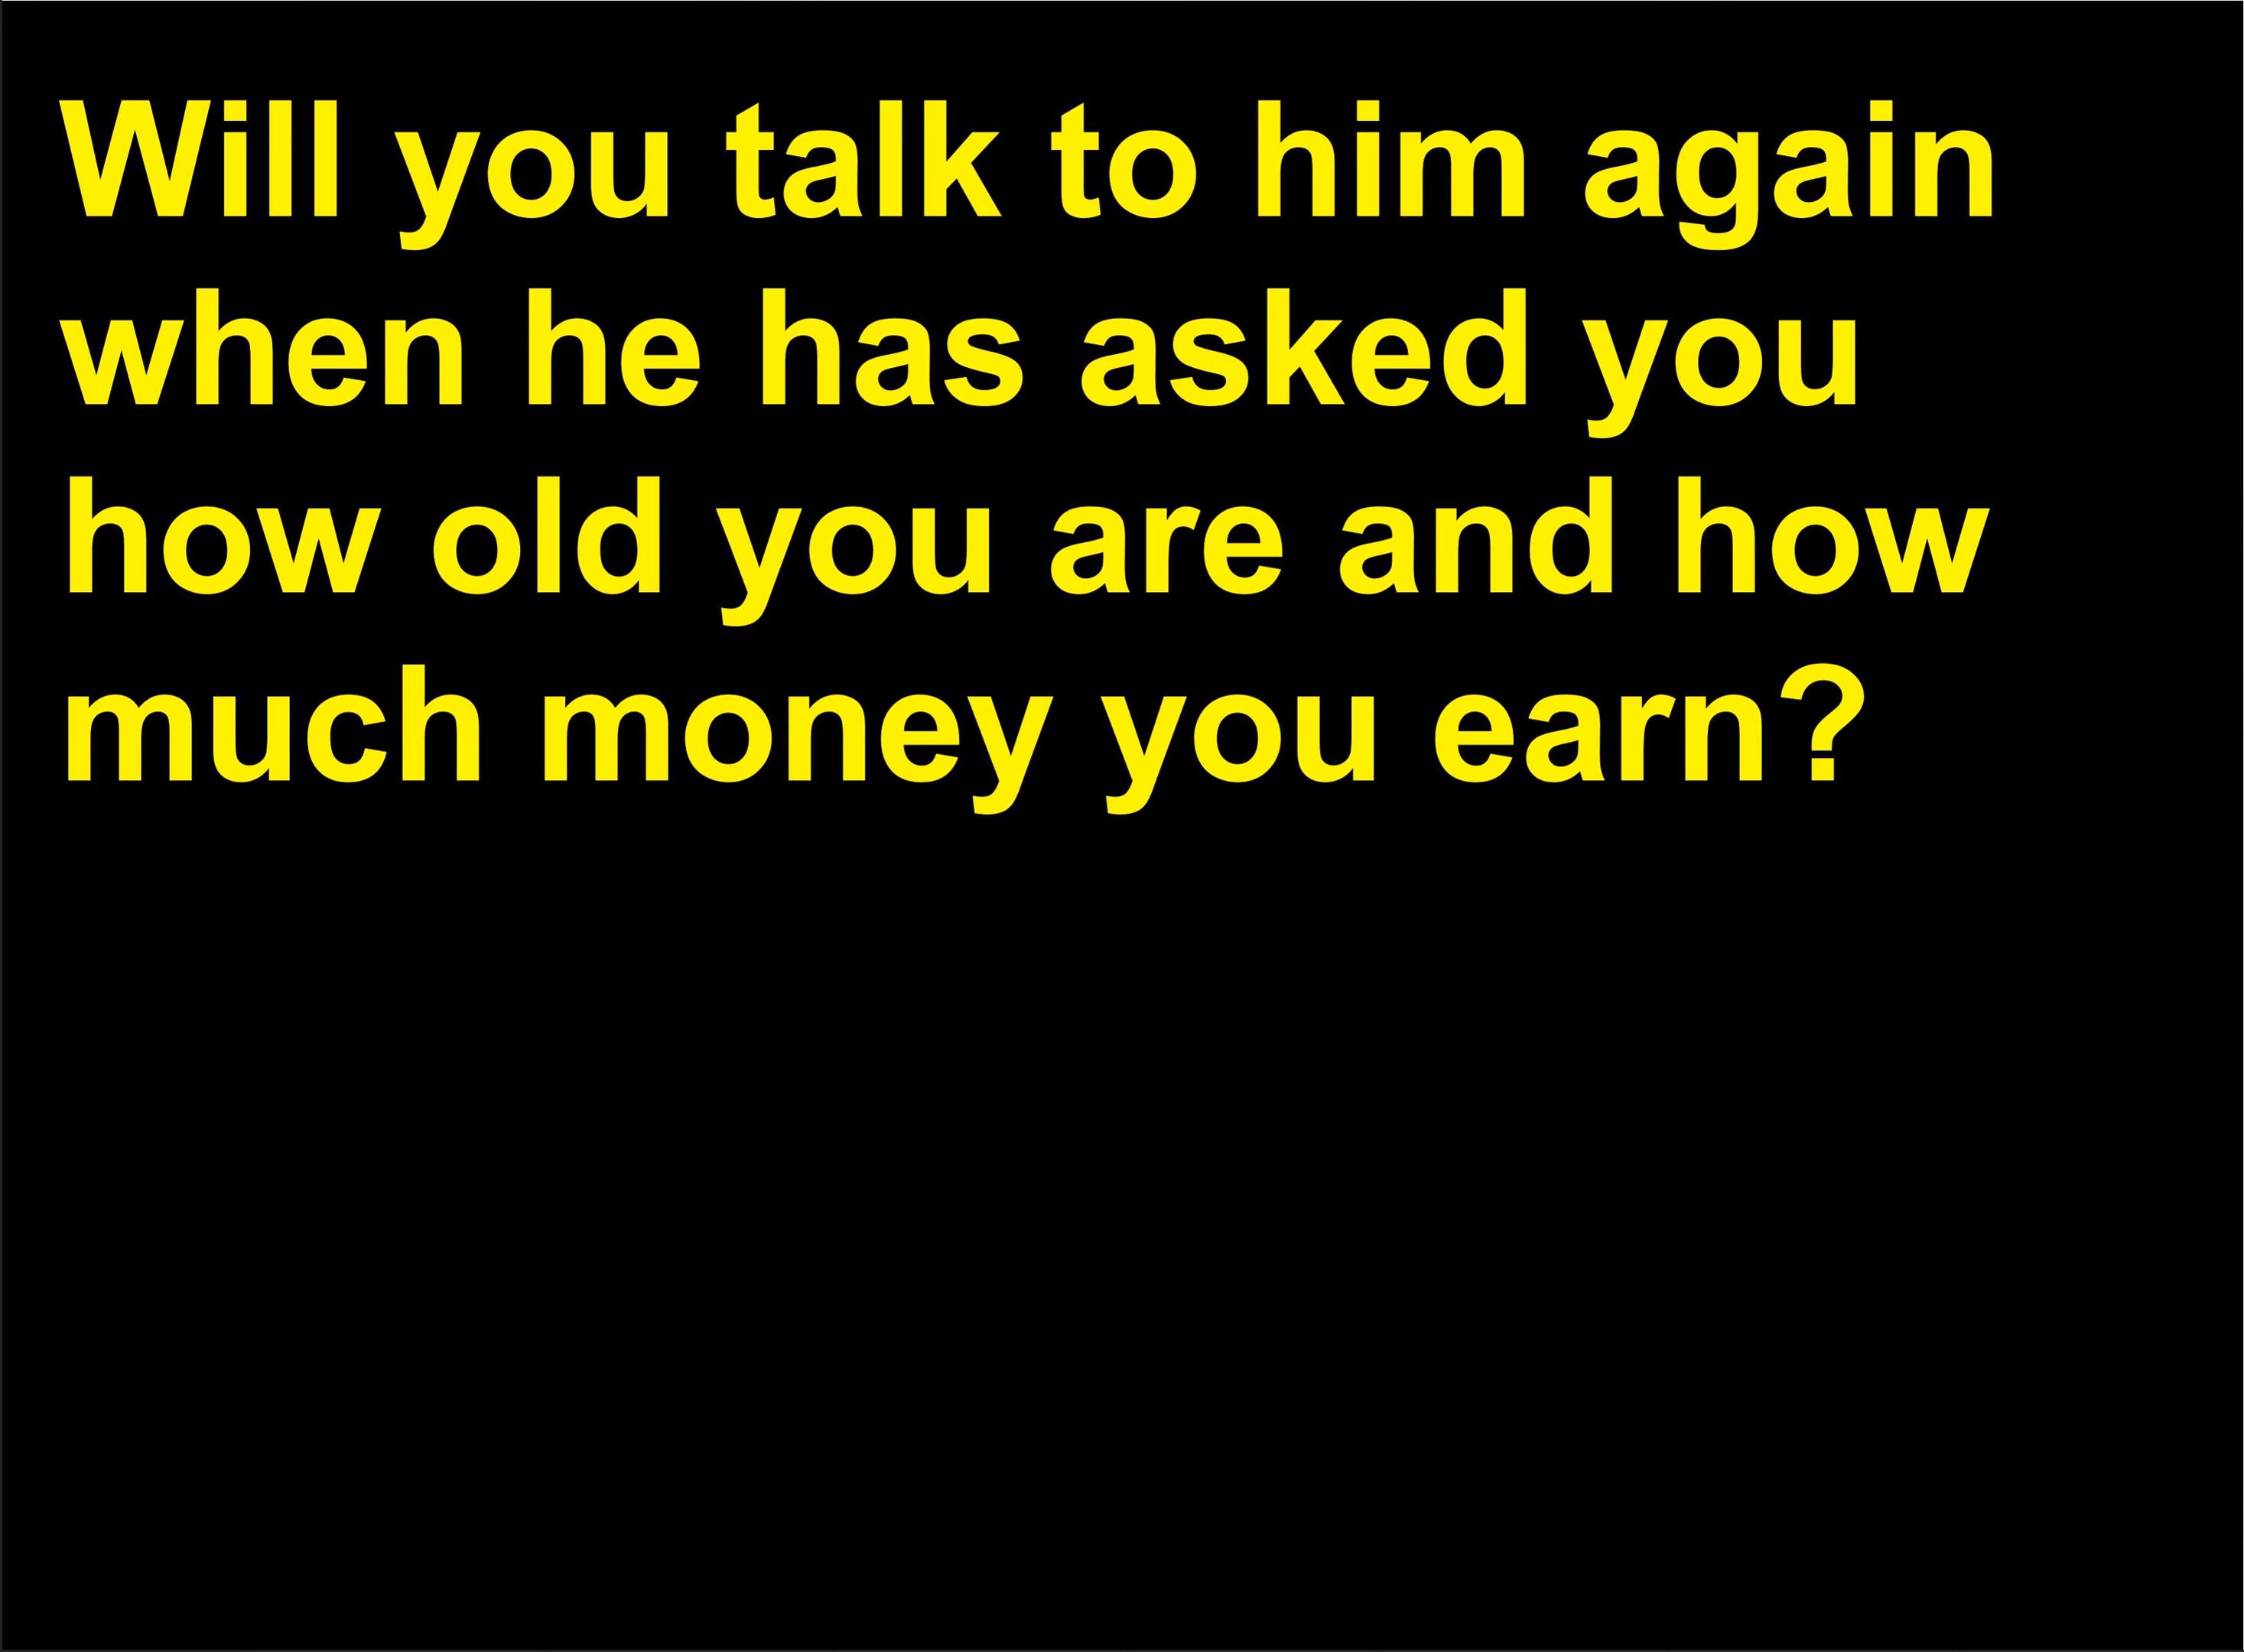 Will you talk to him again
when he has asked you
how old you are and how
much money you earn?